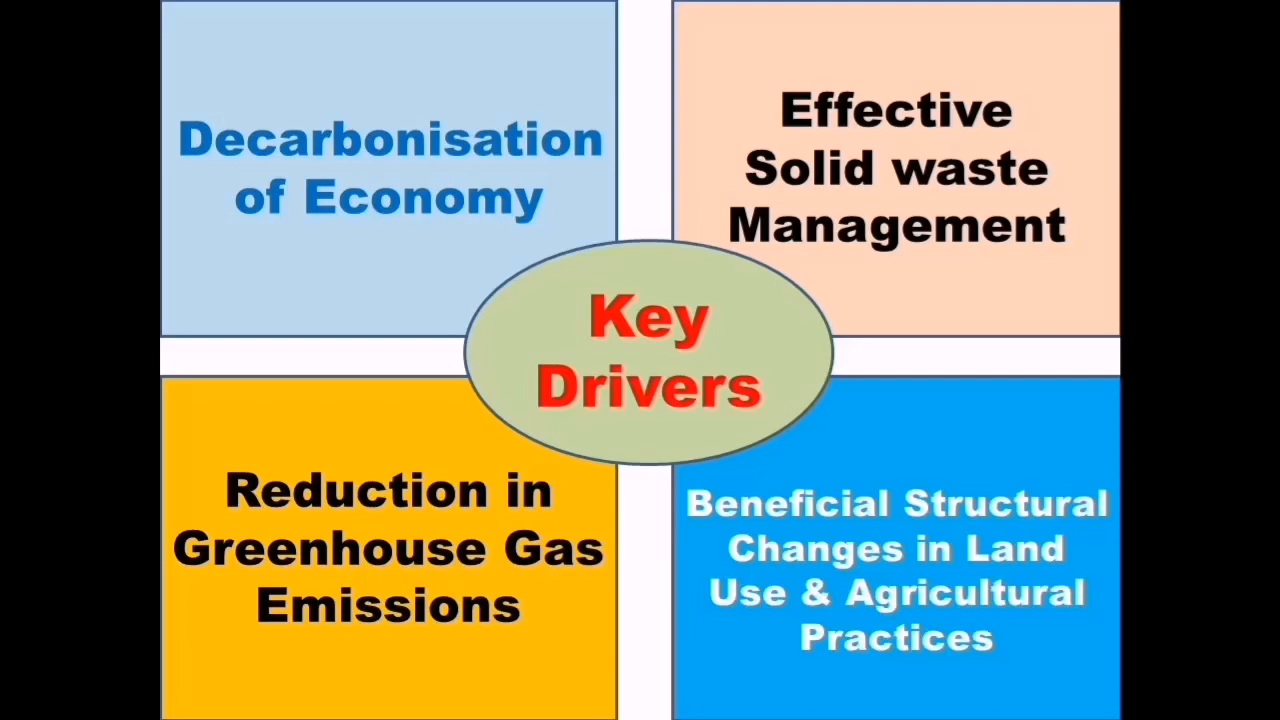 Decarbonisation
of Economy
Effective
Solid waste
Management
Key
Drivers
Reduction in
Greenhouse Gas
Emissions
Beneficial Structural
Changes in Land
Use & Agricultural
Practices